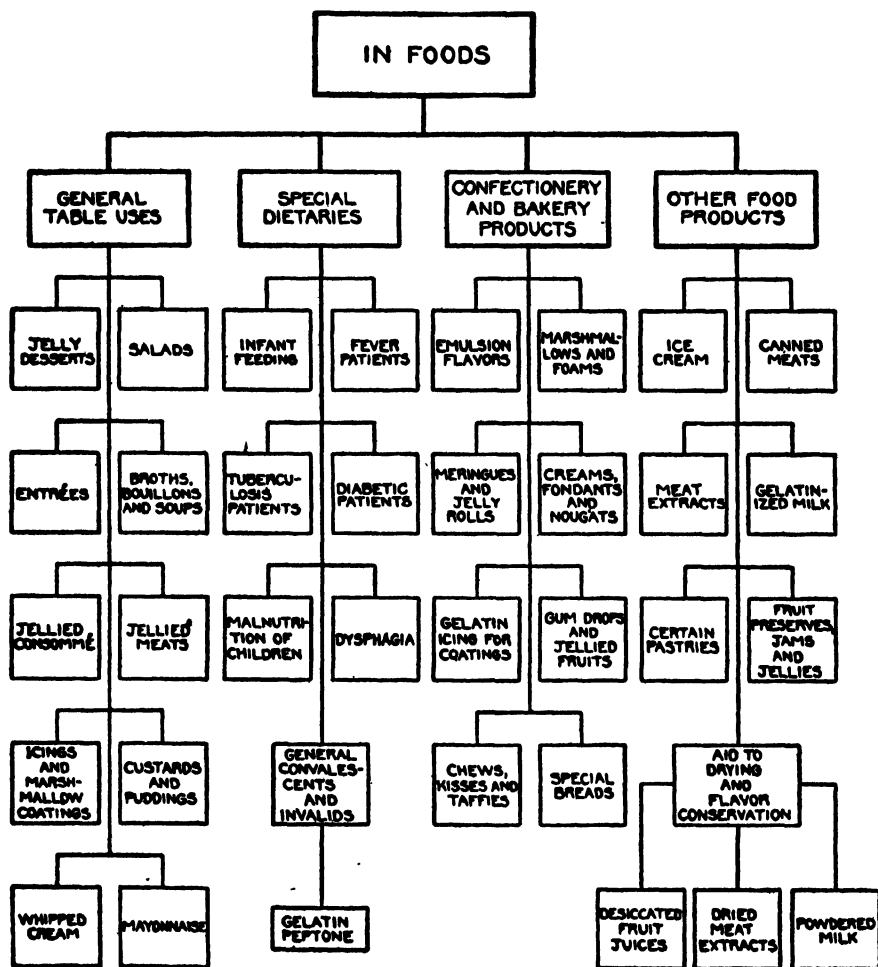 IN FOODS
GENERAL
TABLE USES
SPECIAL
DIETARIES
CONFECTIONERY
AND BAKERY
PRODUCTS
OTHER FOOD
PRODUCTS
JELLY
DESSERTS
SALADS
INFANT
FEEDING
FEVER
PATIENTS
EMULSION
FLAVORS
MARSHMAL-
LOWS AND
FOAMS
ICE
CREAM
CANNED
MEATS
ENTRÉES
BROTHS,
BOUILLONS
AND SOUPS
TUBERCU-
LOSIS
PATIENTS
DIABETIC
PATIENTS
MERINGUES
AND
JELLY
ROLLS
CREAMS,
FONDANTS
AND
NOUGATS
MEAT
EXTRACTS
GELATIN-
IZED MILK
JELLIED
CONSOMMÉ
JELLIED
MEATS
MALNUTRI-
TION OF
CHILDREN
DYSPHAGIA
GELATIN
ICING FOR
COATINGS
GUM DROPS
AND
JELLIED
FRUITS
CERTAIN
PASTRIES
FRUIT
PRESERVES,
JAMS
AND
JELLIES
ICINGS
AND
MARSH-
MALLOW
COATINGS
CUSTARDS
AND
PUDDINGS
GENERAL
CONVALES-
CENTS
AND
INVALIDS
CHEWS,
KISSES AND
TAFFIES
SPECIAL
BREADS
AID TO
DRYING
AND
FLAVOR
CONSERVATION
WHIPPED
CREAM
MAYONNAISE
GELATIN
PEPTONE
DESICCATED
FRUIT
JUICES
DRIED
MEAT
EXTRACTS
POWDERED
MILK